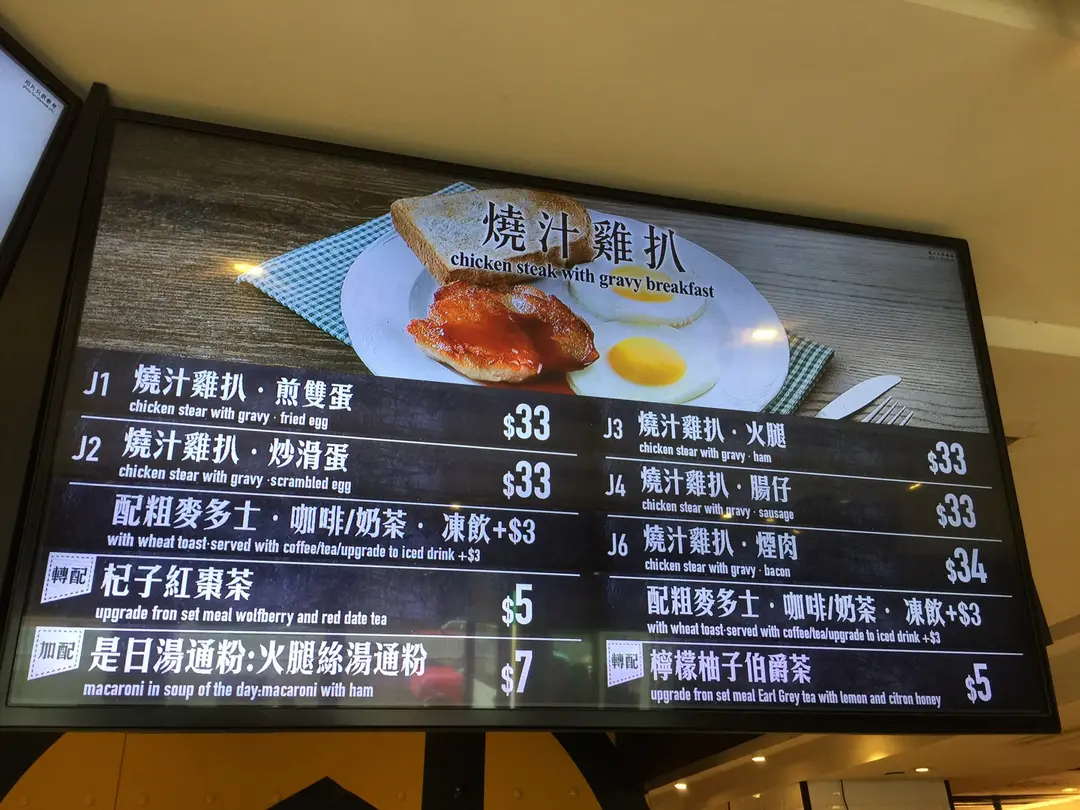 燒汁雞扒
chicken steak with gravy breakfast
J1 燒汁雞扒·煎雙蛋 $33
chicken stear with gravy · fried egg
J2 燒汁雞扒·炒滑蛋 $33
chicken stear with gravy ·scrambled egg
配粗麥多士·咖啡/奶茶· 凍飲+$3
with wheat toast·served with coffee/tea/upgrade to iced drink +$3
轉配 杞子紅棗茶 $5
upgrade fron set meal wolfberry and red date tea
加配 是日湯通粉:火腿絲湯通粉 $7
macaroni in soup of the day:macaroni with ham
J3 燒汁雞扒·火腿 $33
chicken stear with gravy · ham
J4 燒汁雞扒·腸仔 $33
chicken stear with gravy · sausage
J6 燒汁雞扒·煙肉 $34
chicken stear with gravy · bacon
配粗麥多士·咖啡/奶茶· 凍飲+$3
with wheat toast·served with coffee/tea/upgrade to iced drink +$3
轉配 檸檬柚子伯爵茶 $5
upgrade fron set meal Earl Grey tea with lemon and citron honey